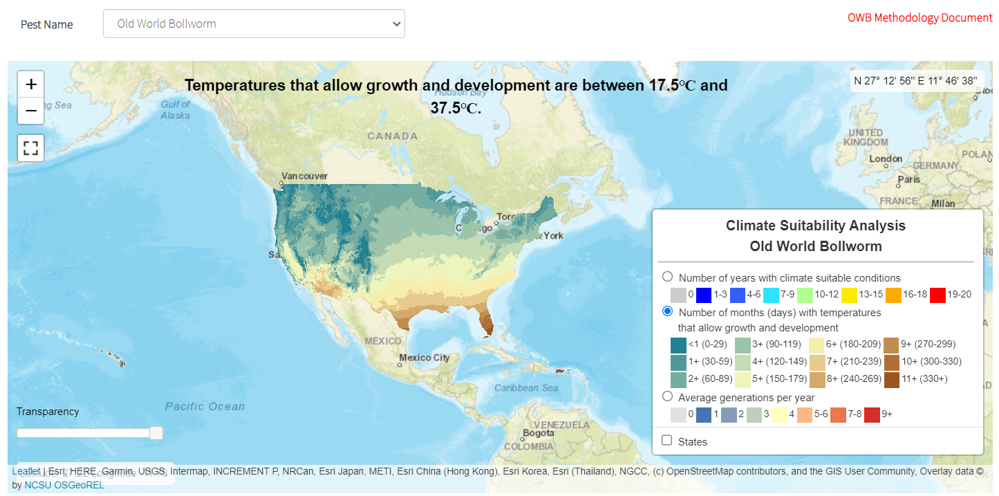 Pest Name
Old World Bollworm
OWB Methodology Document
+
−
Temperatures that allow growth and development are between 17.5°C and
37.5°C.
N 27° 12' 56" E 11° 46' 38"
Hudson Bay
ng Sea
Gulf of
Alaska
CANADA
Vancouver
UNITED
KINGDOM
London
POLAN
GERMANY
Paris
FRANCE
Milan
Toro
C go
York
Sa
MÉXICO
Mexico City
Caribbean Sea
Pacific Ocean
VENEZUELA
Bogota
COLOMBIA
Climate Suitability Analysis
Old World Bollworm
Number of years with climate suitable conditions
0 1-3 4-6 7-9 10-12 13-15 16-18 19-20
Number of months (days) with temperatures
that allow growth and development
<1 (0-29) 3+ (90-119) 6+ (180-209) 9+ (270-299)
1+ (30-59) 4+ (120-149) 7+ (210-239) 10+ (300-330)
2+ (60-89) 5+ (150-179) 8+ (240-269) 11+ (330+)
Average generations per year
0 1 2 3 4 5-6 7-8 9+
States
Transparency
Leaflet | Esri, HERE, Garmin, USGS, Intermap, INCREMENT P, NRCan, Esri Japan, METI, Esri China (Hong Kong), Esri Korea, Esri (Thailand), NGCC, (c) OpenStreetMap contributors, and the GIS User Community, Overlay data ©
by NCSU OSGeoREL